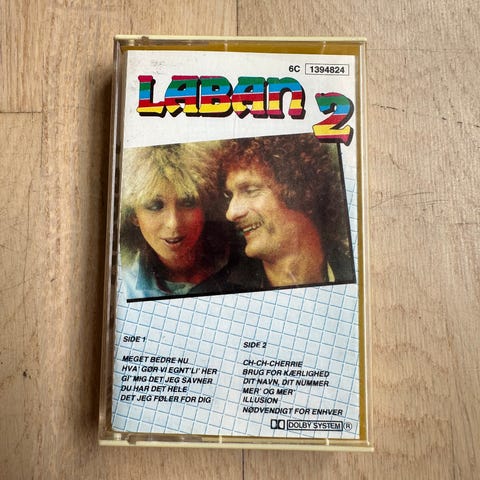 6C 1394824
LABAN 2
SIDE 1
MEGET BEDRE NU
HVA' GØR VI EGNT'LI' HER
GI' MIG DET JEG SAVNER
DU HAR DET HELE
DET JEG FØLER FOR DIG
SIDE 2
CH-CH-CHERRIE
BRUG FOR KÆRLIGHED
DIT NAVN, DIT NUMMER
MER' OG MER'
ILLUSION
NØDVENDIGT FOR ENHVER
DOLBY SYSTEM ®